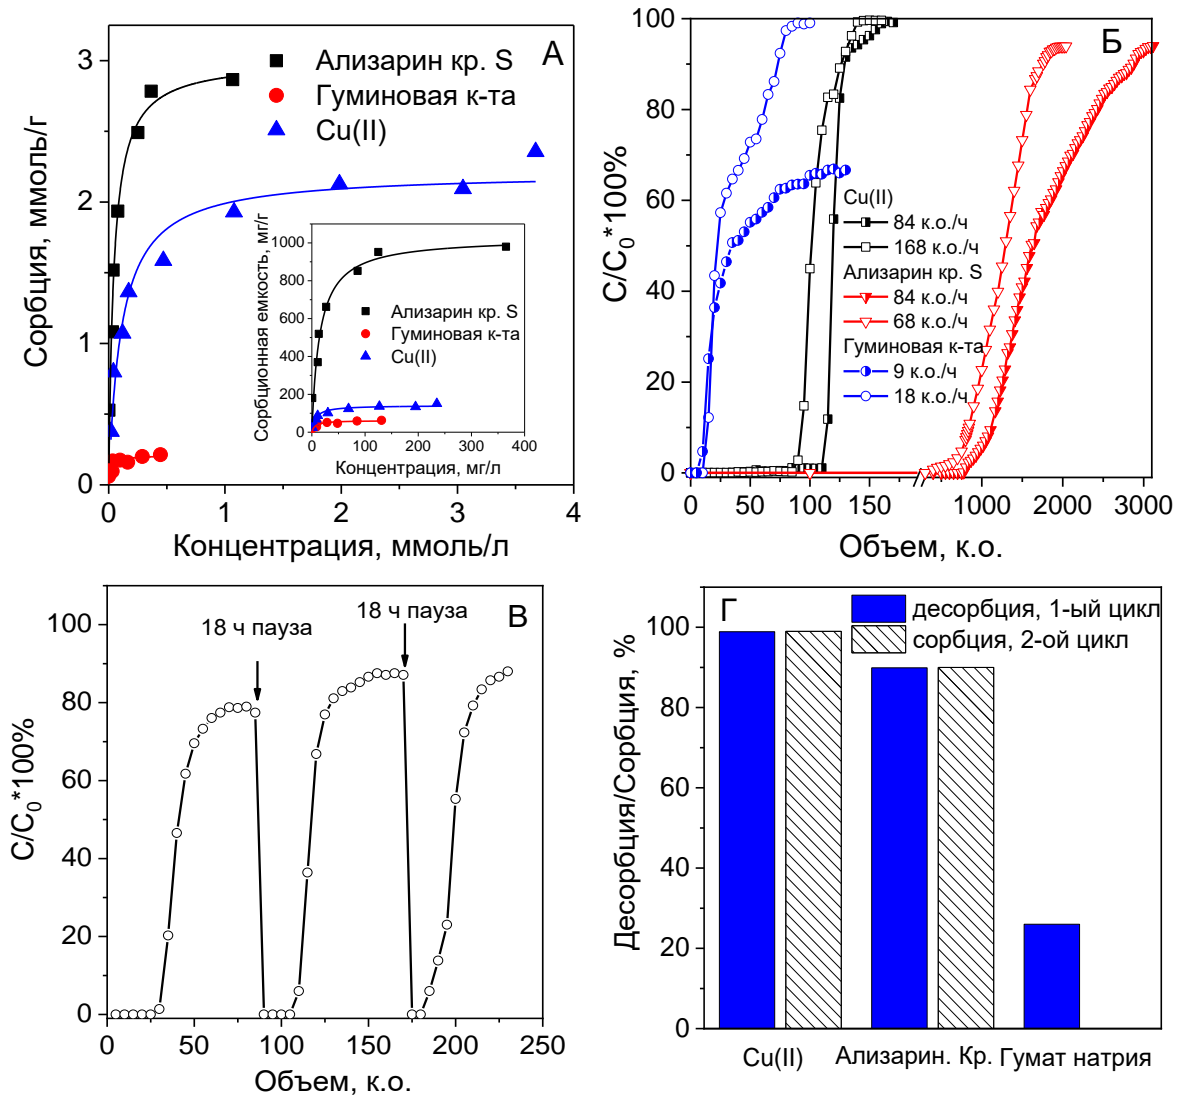 А
Ализарин кр. S
Гуминовая к-та
Cu(II)
Сорбция, ммоль/г
3
2
1
0
0
1
2
3
4
Концентрация, ммоль/л
Сорбционная емкость, мг/г
1000
800
600
400
200
0
Ализарин кр. S
Гуминовая к-та
Cu(II)
0
100
200
300
400
Концентрация, мг/л
Б
C/C0*100%
100
80
60
40
20
0
Cu(II)
84 к.о./ч
168 к.о./ч
Ализарин кр. S
84 к.о./ч
68 к.о./ч
Гуминовая к-та
9 к.о./ч
18 к.о./ч
0
50
100
150
1000
2000
3000
Объем, к.о.
В
18 ч пауза
18 ч пауза
C/C0*100%
100
80
60
40
20
0
0
50
100
150
200
250
Объем, к.о.
Г
десорбция, 1-ый цикл
сорбция, 2-ой цикл
Десорбция/Сорбция, %
100
80
60
40
20
0
Cu(II)
Ализарин. Кр.
Гумат натрия